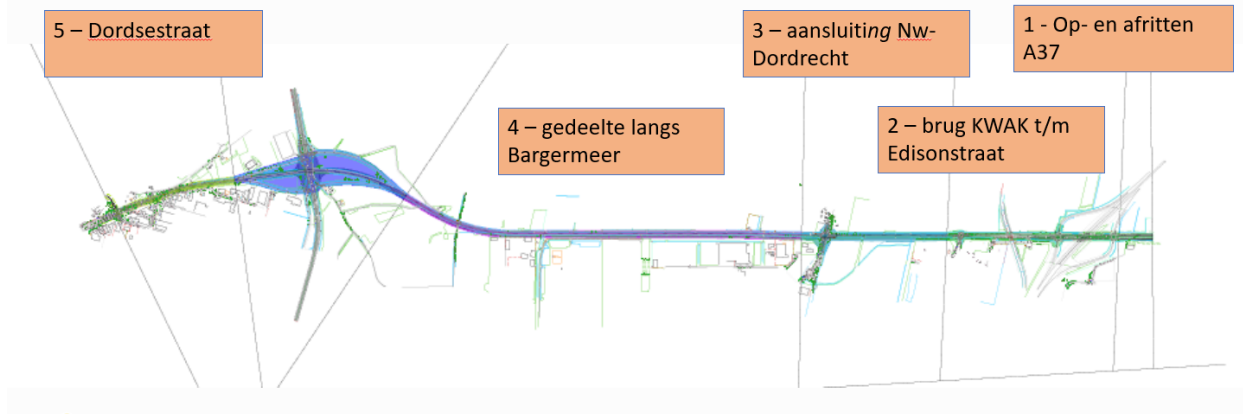 5 – Dordsestraat
4 – gedeelte langs
Bargermeer
3 – aansluiting Nw-
Dordrecht
2 – brug KWAK t/m
Edisonstraat
1 - Op- en afritten
A37